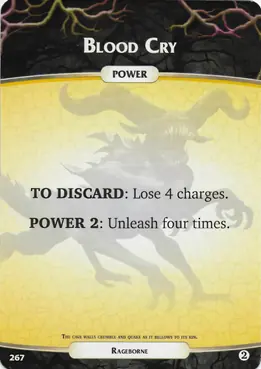 BLOOD CRY
POWER
TO DISCARD: Lose 4 charges.
POWER 2: Unleash four times.
THE CAGE WALLS CRUMBLE AND QUAKE AS IT BELLOWS TO ITS KIN.
RAGEBORNE
267
2